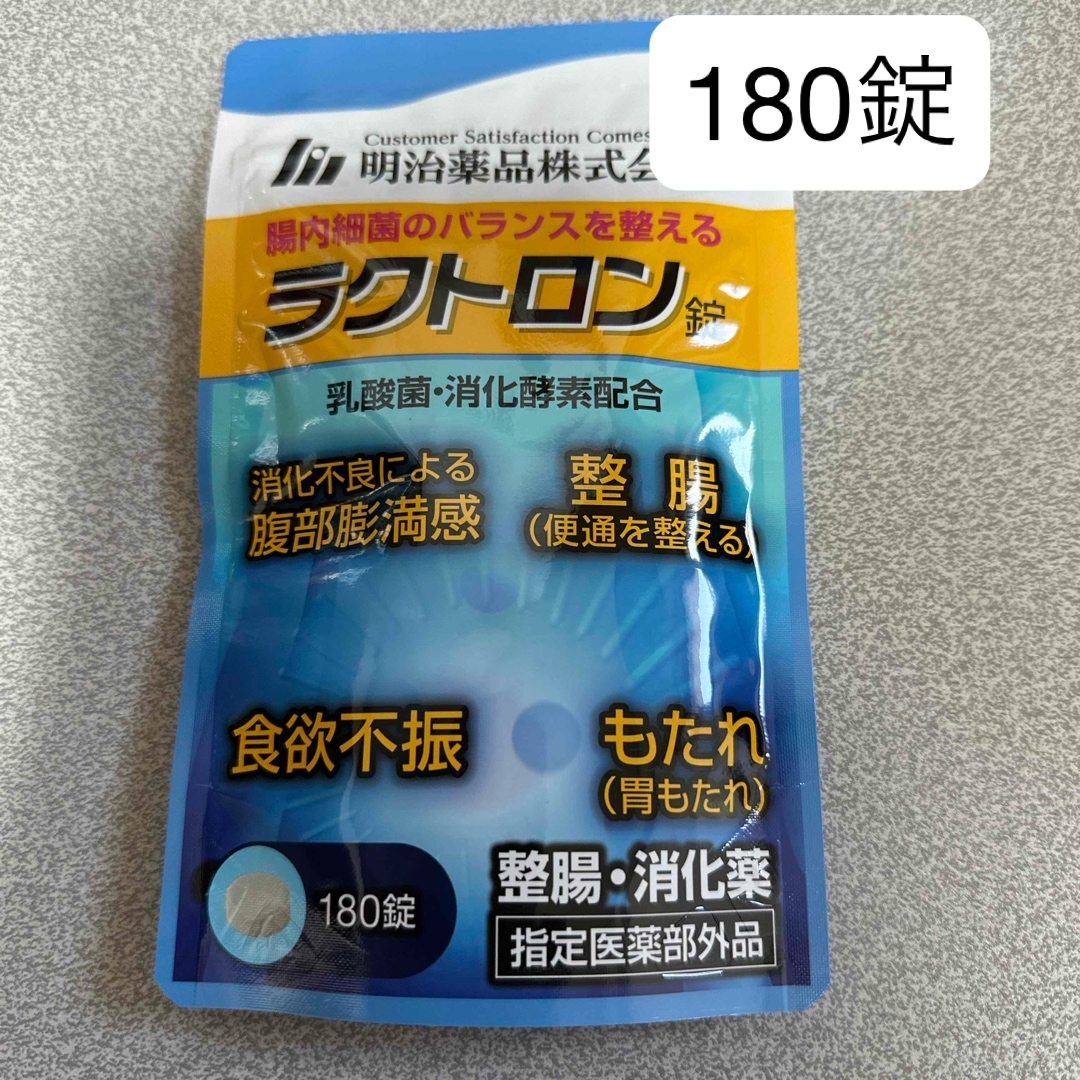 180錠
Customer Satisfaction Comes
明治薬品株式会
腸内細菌のバランスを整える
ラクトロン錠
乳酸菌・消化酵素配合
消化不良による
腹部膨満感
整腸
(便通を整える)
食欲不振
もたれ
(胃もたれ)
180錠
整腸・消化薬
指定医薬部外品